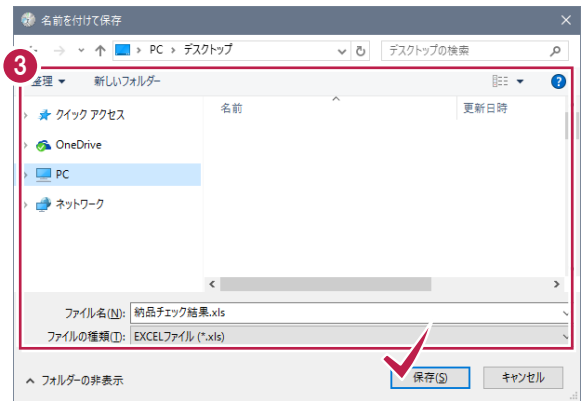 名前を付けて保存
PC › デスクトップ
デスクトップの検索
3
整理 新しいフォルダー
名前 更新日時
クイック アクセス
OneDrive
PC
ネットワーク
ファイル名(N): 納品チェック結果.xls
ファイルの種類(T): EXCELファイル (*.xls)
フォルダーの非表示 保存(S) キャンセル